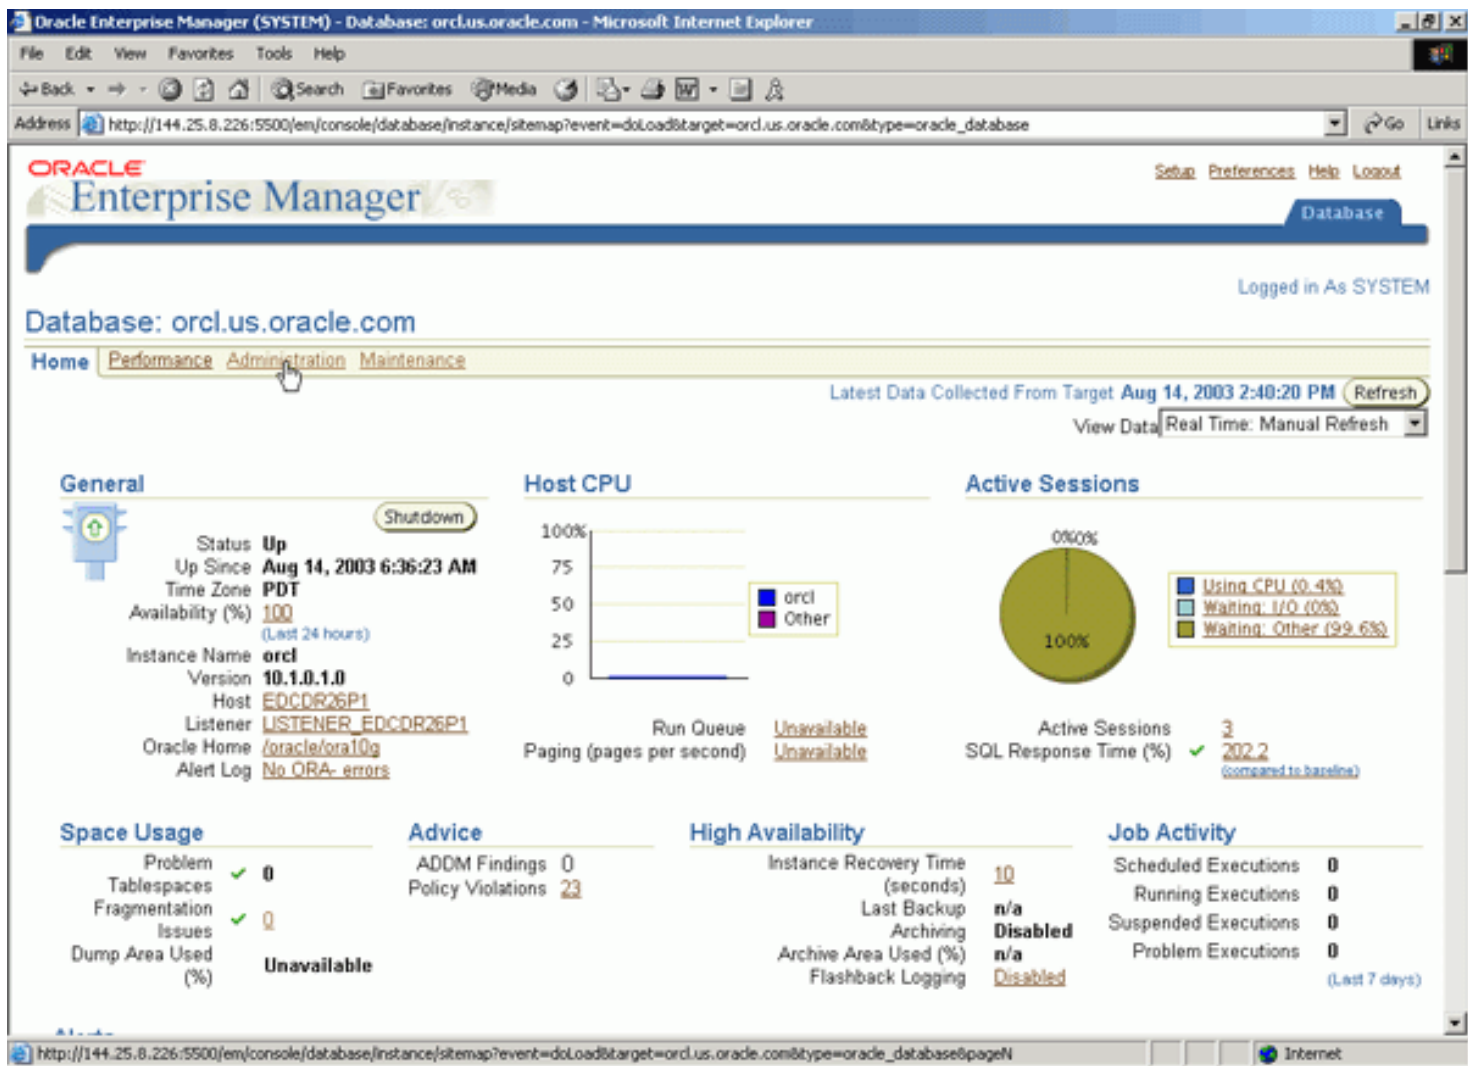 Oracle Enterprise Manager (SYSTEM) - Database: orcl.us.oracle.com - Microsoft Internet Explorer
File Edit View Favorites Tools Help
Back Search Favorites Media
Address http://144.25.8.226:5500/em/console/database/instance/sitemap?event=doLoad&target=orcl.us.oracle.com&type=oracle_database Go Links
ORACLE
Enterprise Manager
Setup Preferences Help Logout
Database
Logged in As SYSTEM
Database: orcl.us.oracle.com
Home Performance Administration Maintenance
Latest Data Collected From Target Aug 14, 2003 2:40:20 PM Refresh
View Data Real Time: Manual Refresh
General
Shutdown
Status Up
Up Since Aug 14, 2003 6:36:23 AM
Time Zone PDT
Availability (%) 100
(Last 24 hours)
Instance Name orcl
Version 10.1.0.1.0
Host EDCDR26P1
Listener LISTENER_EDCDR26P1
Oracle Home /oracle/ora10g
Alert Log No ORA- errors
Host CPU
100%
75
50
25
0
orcl
Other
Run Queue Unavailable
Paging (pages per second) Unavailable
Active Sessions
0%0%
100%
Using CPU (0.4%)
Waiting: I/O (0%)
Waiting: Other (99.6%)
Active Sessions 3
SQL Response Time (%) 202.2
(compared to baseline)
Space Usage
Problem
Tablespaces 0
Fragmentation
Issues 0
Dump Area Used
(%) Unavailable
Advice
ADDM Findings 0
Policy Violations 23
High Availability
Instance Recovery Time
(seconds) 10
Last Backup n/a
Archiving Disabled
Archive Area Used (%) n/a
Flashback Logging Disabled
Job Activity
Scheduled Executions 0
Running Executions 0
Suspended Executions 0
Problem Executions 0
(Last 7 days)
http://144.25.8.226:5500/em/console/database/instance/sitemap?event=doLoad&target=orcl.us.oracle.com&type=oracle_database&pageN Internet